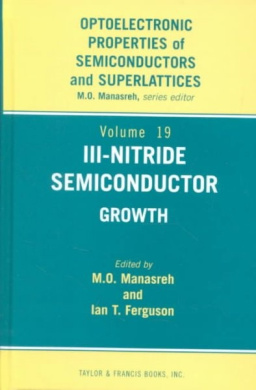 OPTOELECTRONIC
PROPERTIES of
SEMICONDUCTORS
and SUPERLATTICES
M.O. Manasreh, series editor
Volume 19
III-NITRIDE
SEMICONDUCTOR
GROWTH
Edited by
M.O. Manasreh
and
Ian T. Ferguson
TAYLOR & FRANCIS BOOKS, INC.